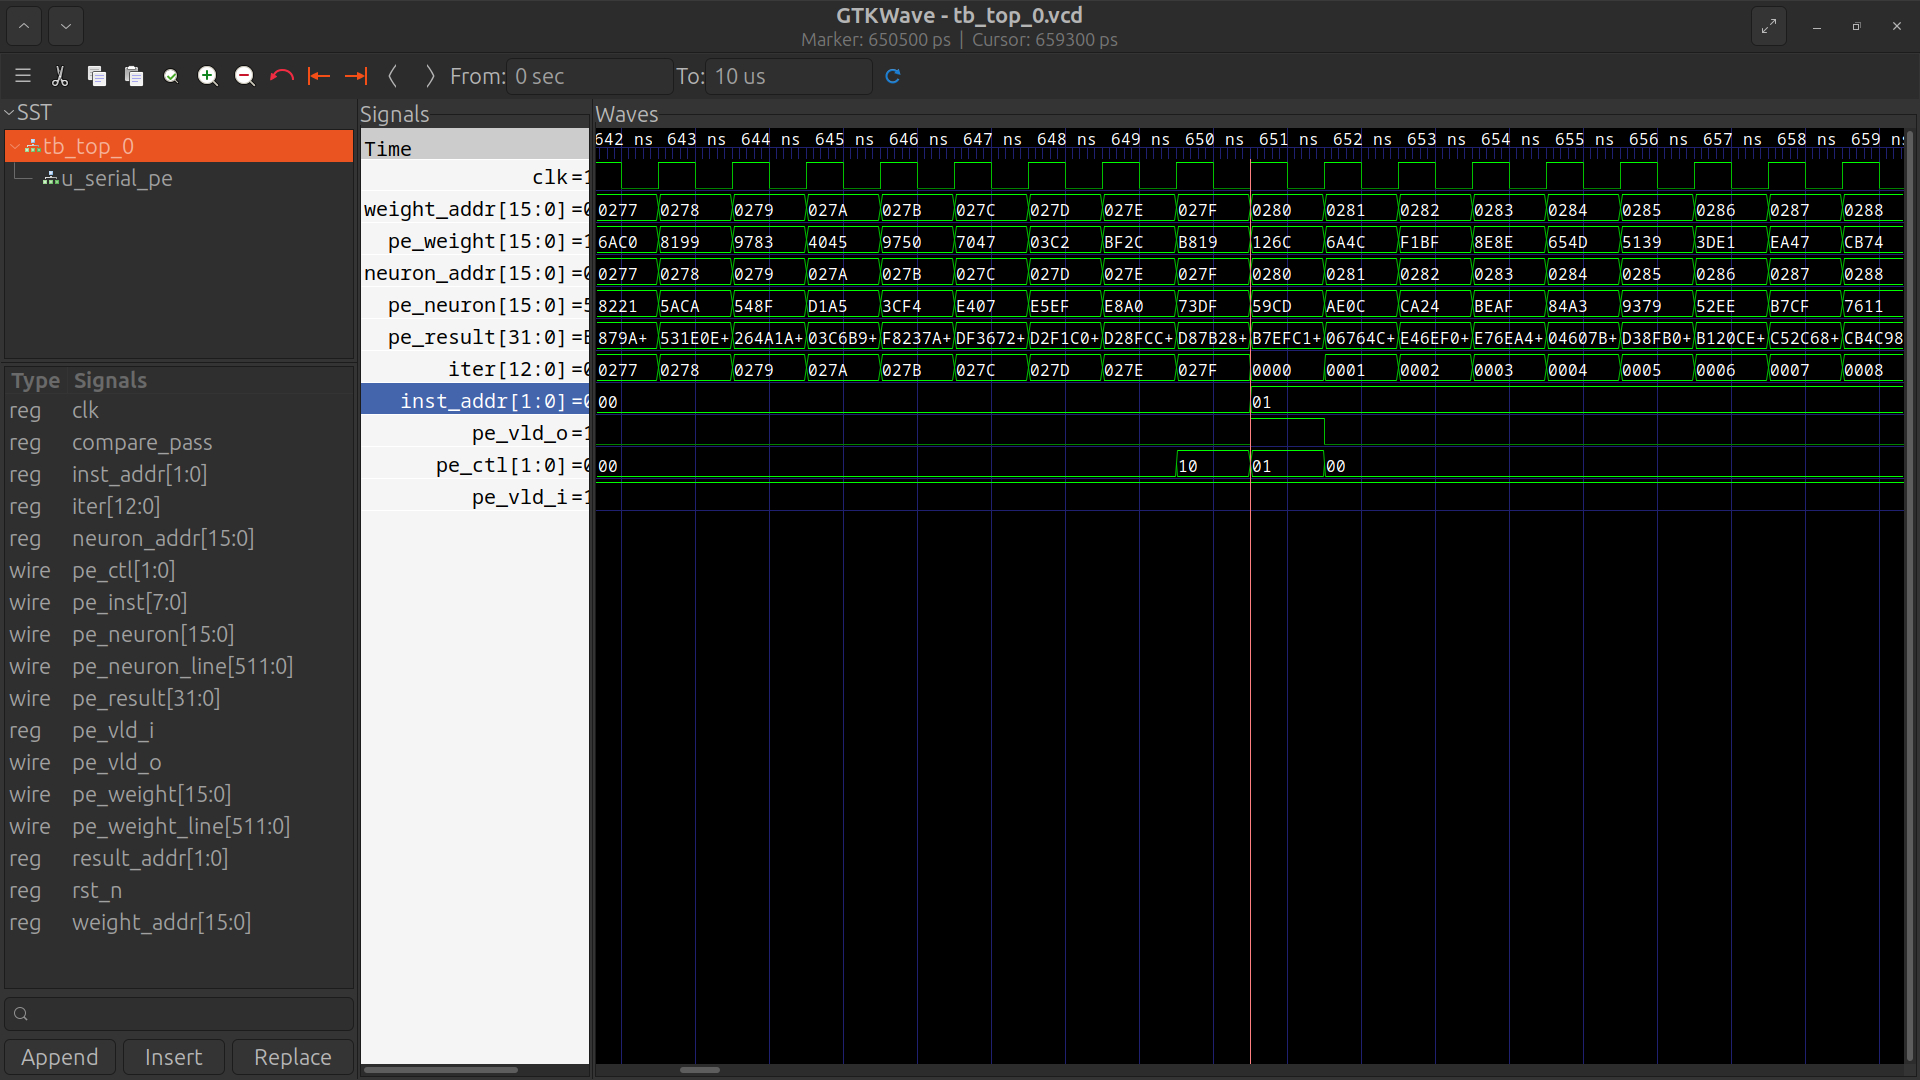 GTKWave - tb_top_0.vcd
Marker: 650500 ps | Cursor: 659300 ps
From: 0 sec To: 10 us
SST
tb_top_0
u_serial_pe
Type Signals
reg clk
reg compare_pass
reg inst_addr[1:0]
reg iter[12:0]
reg neuron_addr[15:0]
wire pe_ctl[1:0]
wire pe_inst[7:0]
wire pe_neuron[15:0]
wire pe_neuron_line[511:0]
wire pe_result[31:0]
reg pe_vld_i
wire pe_vld_o
wire pe_weight[15:0]
wire pe_weight_line[511:0]
reg result_addr[1:0]
reg rst_n
reg weight_addr[15:0]
Append Insert Replace
Signals
Time
clk=1
weight_addr[15:0]=0
pe_weight[15:0]=1
neuron_addr[15:0]=0
pe_neuron[15:0]=5
pe_result[31:0]=
iter[12:0]=0
inst_addr[1:0]=0
pe_vld_o=1
pe_ctl[1:0]=0
pe_vld_i=1
Waves
642 ns 643 ns 644 ns 645 ns 646 ns 647 ns 648 ns 649 ns 650 ns 651 ns 652 ns 653 ns 654 ns 655 ns 656 ns 657 ns 658 ns 659 ns
0277 0278 0279 027A 027B 027C 027D 027E 027F 0280 0281 0282 0283 0284 0285 0286 0287 0288
6AC0 8199 9783 4045 9750 7047 03C2 BF2C B819 126C 6A4C F1BF 8E8E 654D 5139 3DE1 EA47 CB74
0277 0278 0279 027A 027B 027C 027D 027E 027F 0280 0281 0282 0283 0284 0285 0286 0287 0288
8221 5ACA 548F D1A5 3CF4 E407 E5EF E8A0 73DF 59CD AE0C CA24 BEAF 84A3 9379 52EE B7CF 7611
879A+ 531E0E+ 264A1A+ 03C6B9+ F8237A+ DF3672+ D2F1C0+ D28FCC+ D87B28+ B7EFC1+ 06764C+ E46EF0+ E76EA4+ 04607B+ D38FB0+ B120CE+ C52C68+ CB4C98
0277 0278 0279 027A 027B 027C 027D 027E 027F 0000 0001 0002 0003 0004 0005 0006 0007 0008
00 01
00 10 01 00